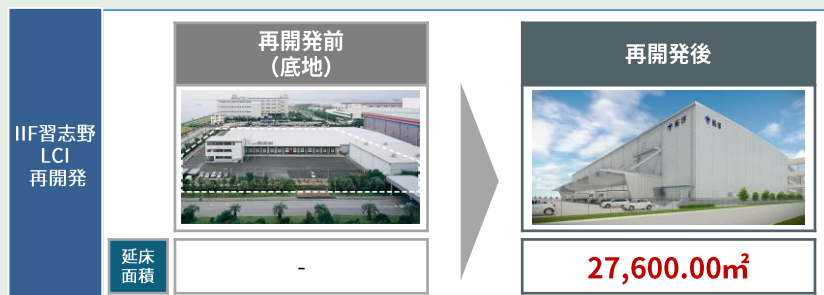 IIF習志野
LCI
再開発
再開発前
（底地）
再開発後
延床
面積
-
27,600.00㎡